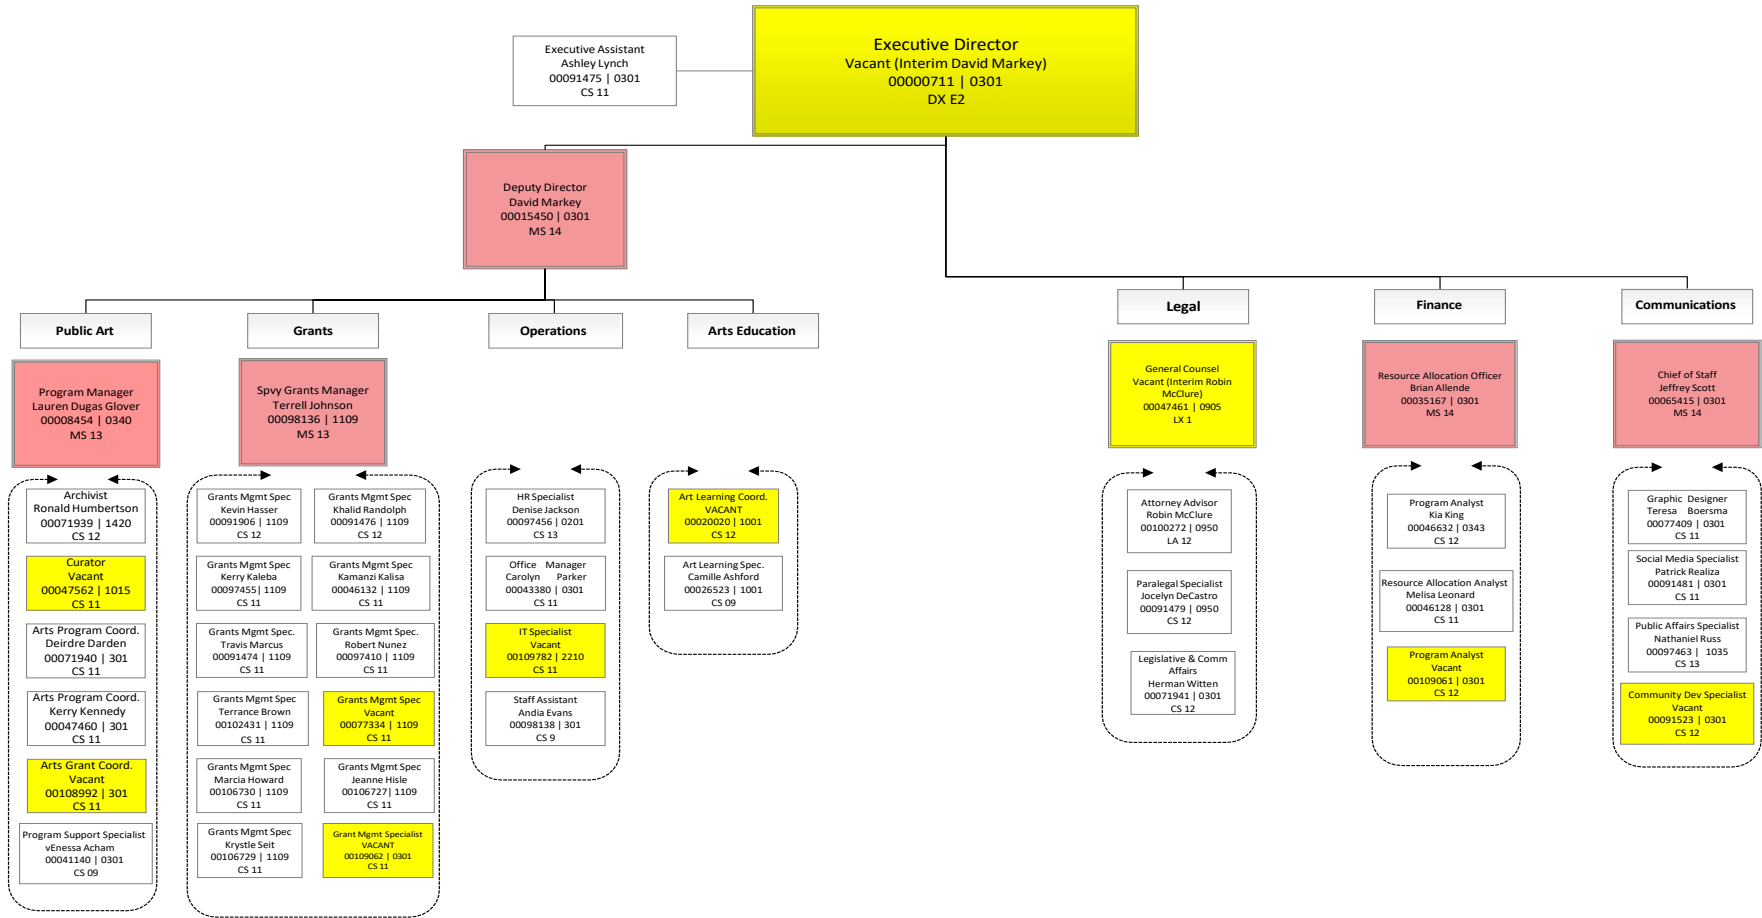 Executive Director
Vacant (Interim David Markey)
00000711 | 0301
DX E2
Executive Assistant
Ashley Lynch
00091475 | 0301
CS 11
Deputy Director
David Markey
00015450 | 0301
MS 14
Public Art
Grants
Operations
Arts Education
Legal
Finance
Communications
Program Manager
Lauren Dugas Glover
00008454 | 0340
MS 13
Spvy Grants Manager
Terrell Johnson
00098136 | 1109
MS 13
General Counsel
Vacant (Interim Robin
McClure)
00047461 | 0905
LX 1
Resource Allocation Officer
Brian Allende
00035167 | 0301
MS 14
Chief of Staff
Jeffrey Scott
00065415 | 0301
MS 14
Archivist
Ronald Humbertson
00071939 | 1420
CS 12
Curator
Vacant
00047562 | 1015
CS 11
Arts Program Coord.
Deirdre Darden
00071940 | 301
CS 11
Arts Program Coord.
Kerry Kennedy
00047460 | 301
CS 11
Arts Grant Coord.
Vacant
00108992 | 301
CS 11
Program Support Specialist
vEnessa Acham
00041140 | 0301
CS 09
Grants Mgmt Spec
Kevin Hasser
00091906 | 1109
CS 12
Grants Mgmt Spec
Khalid Randolph
00091476 | 1109
CS 12
Grants Mgmt Spec
Kerry Kaleba
00097455| 1109
CS 11
Grants Mgmt Spec
Kamanzi Kalisa
00046132 | 1109
CS 11
Grants Mgmt Spec.
Travis Marcus
00091474 | 1109
CS 11
Grants Mgmt Spec.
Robert Nunez
00097410 | 1109
CS 11
Grants Mgmt Spec
Terrance Brown
00102431 | 1109
CS 11
Grants Mgmt Spec
Vacant
00077334 | 1109
CS 11
Grants Mgmt Spec
Marcia Howard
00106730 | 1109
CS 11
Grants Mgmt Spec
Jeanne Hisle
00106727| 1109
CS 11
Grants Mgmt Spec
Krystle Seit
00106729 | 1109
CS 11
Grant Mgmt Specialist
VACANT
00109062 | 0301
CS 11
HR Specialist
Denise Jackson
00097456 | 0201
CS 13
Office Manager
Carolyn Parker
00043380 | 0301
CS 11
IT Specialist
Vacant
00109782 | 2210
CS 11
Staff Assistant
Andia Evans
00098138 | 301
CS 9
Art Learning Coord.
VACANT
00020020 | 1001
CS 12
Art Learning Spec.
Camille Ashford
00026523 | 1001
CS 09
Attorney Advisor
Robin McClure
00100272 | 0950
LA 12
Paralegal Specialist
Jocelyn DeCastro
00091479 | 0950
CS 12
Legislative & Comm
Affairs
Herman Witten
00071941 | 0301
CS 12
Program Analyst
Kia King
00046632 | 0343
CS 12
Resource Allocation Analyst
Melisa Leonard
00046128 | 0301
CS 11
Program Analyst
Vacant
00109061 | 0301
CS 12
Graphic Designer
Teresa Boersma
00077409 | 0301
CS 11
Social Media Specialist
Patrick Realiza
00091481 | 0301
CS 11
Public Affairs Specialist
Nathaniel Russ
00097463 | 1035
CS 13
Community Dev Specialist
Vacant
00091523 | 0301
CS 12